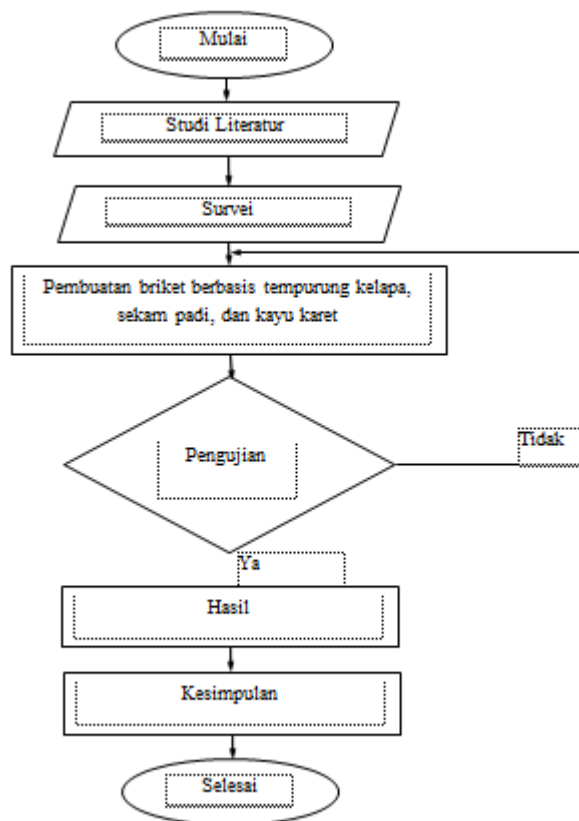 Mulai
Studi Literatur
Survei
Pembuatan briket berbasis tempurung kelapa,
sekam padi, dan kayu karet
Pengujian
Tidak
Ya
Hasil
Kesimpulan
Selesai